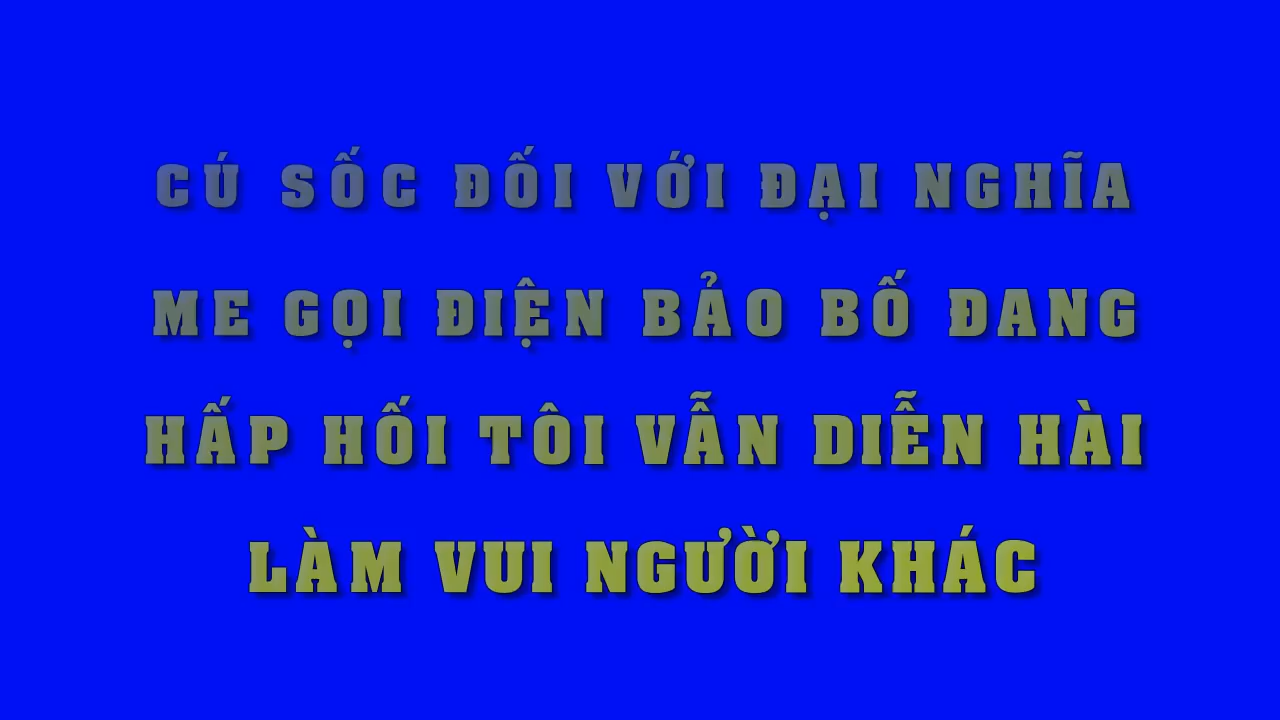 CÚ SỐC ĐỐI VỚI ĐẠI NGHĨA
ME GỌI ĐIỆN BẢO BỐ ĐANG
HẤP HỐI TÔI VẪN DIỄN HÀI
LÀM VUI NGƯỜI KHÁC